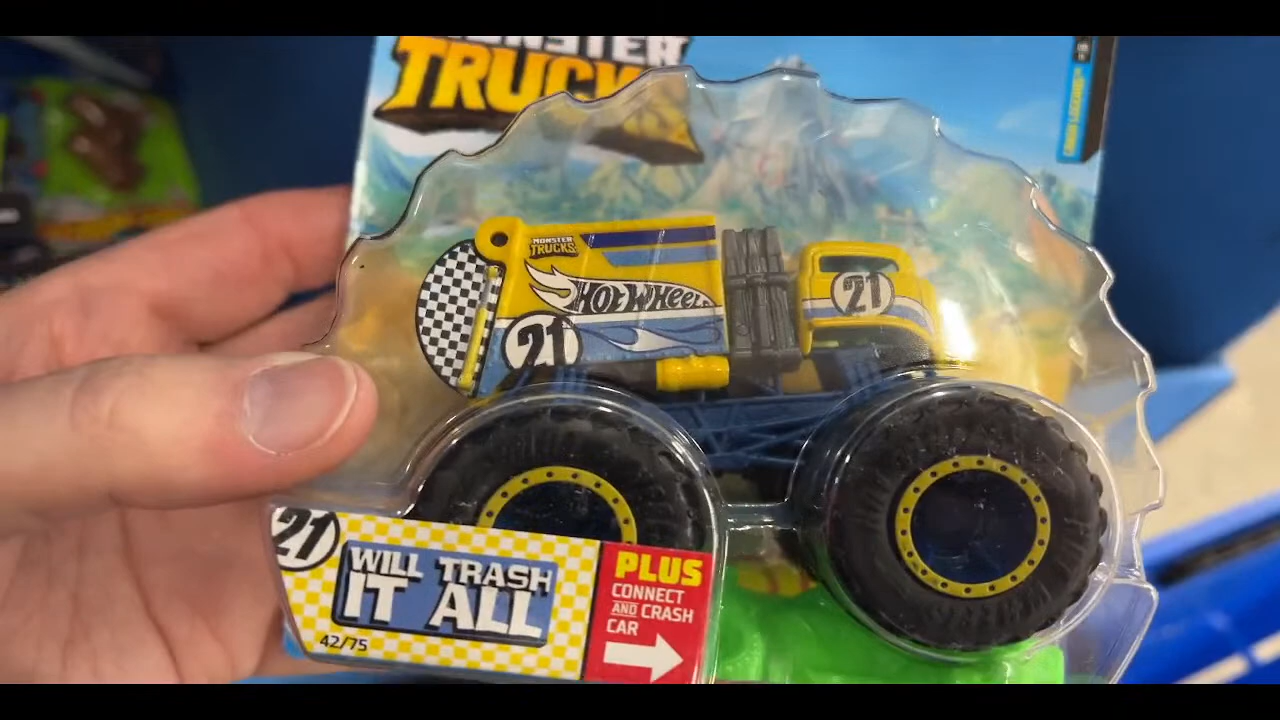 MONSTER
TRUCKS
MONSTER
TRUCKS
HOT WHEELS
21
21
21
WILL TRASH
IT ALL
42/75
PLUS
CONNECT
AND CRASH
CAR